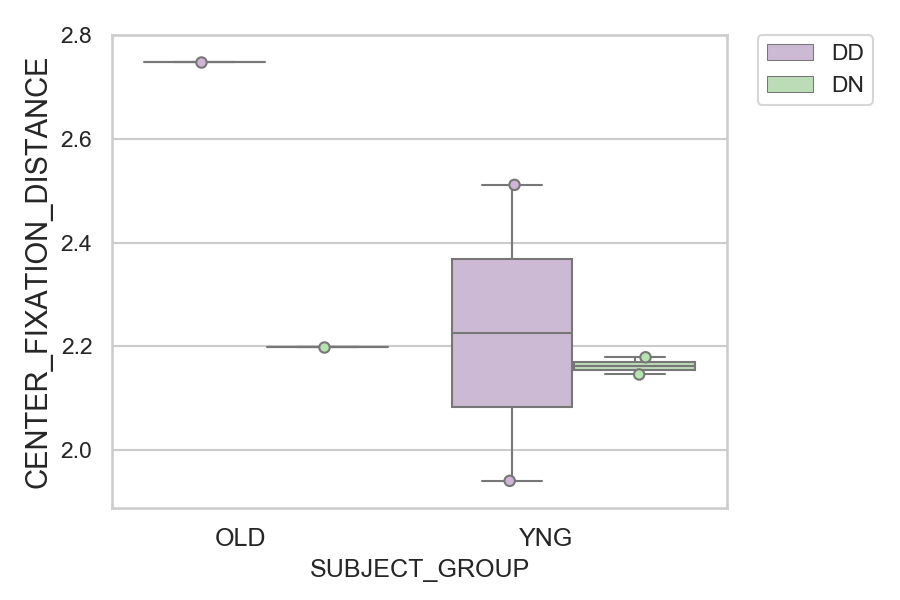 2.8
2.6
2.4
2.2
2.0
CENTER_FIXATION_DISTANCE
OLD
YNG
SUBJECT_GROUP
DD
DN